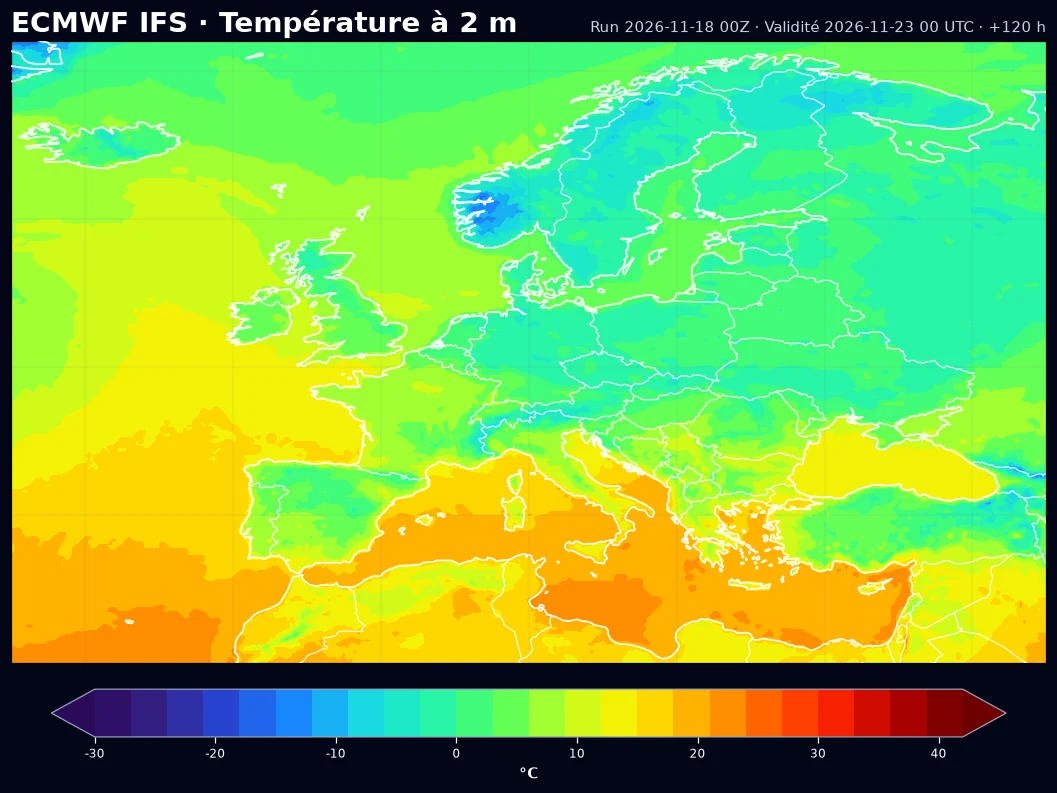 ECMWF IFS · Température à 2 m
Run 2026-11-18 00Z · Validité 2026-11-23 00 UTC · +120 h
-30 -20 -10 0 10 20 30 40
°C